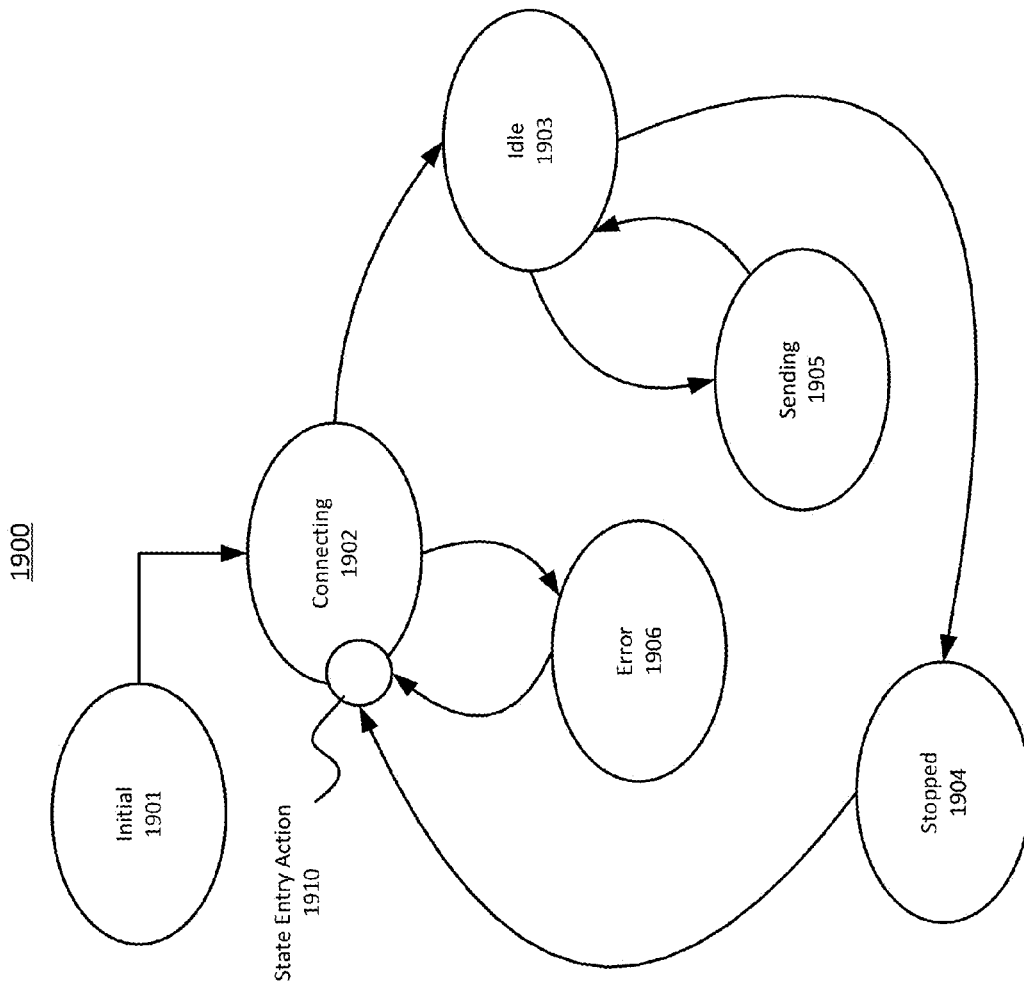 1900
Initial
1901
Connecting
1902
Idle
1903
State Entry Action
1910
Error
1906
Sending
1905
Stopped
1904